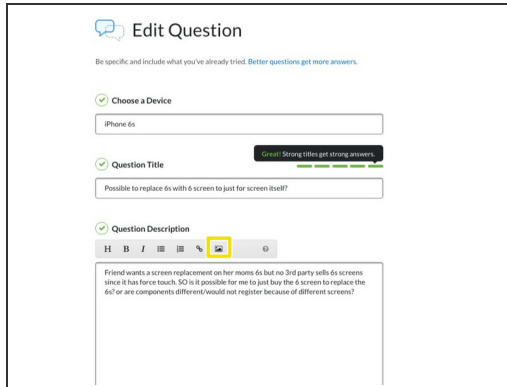 Edit Question
Be specific and include what you've already tried. Better questions get more answers.
Choose a Device
iPhone 6s
Great! Strong titles get strong answers.
Question Title
Possible to replace 6s with 6 screen to just for screen itself?
Question Description
H B I
Friend wants a screen replacement on her moms 6s but no 3rd party sells 6s screens
since it has force touch. SO is it possible for me to just buy the 6 screen to replace the
6s? or are components different/would not register because of different screens?